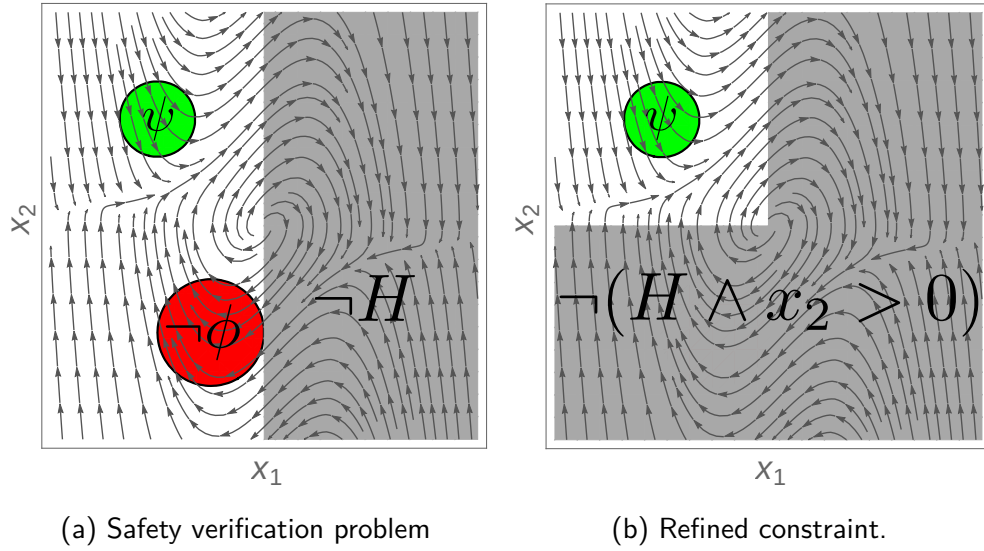 ψ
ψ
x₂
x₂
¬H
¬(H ∧ x₂ > 0)
¬ϕ
x₁
x₁
(a) Safety verification problem
(b) Refined constraint.